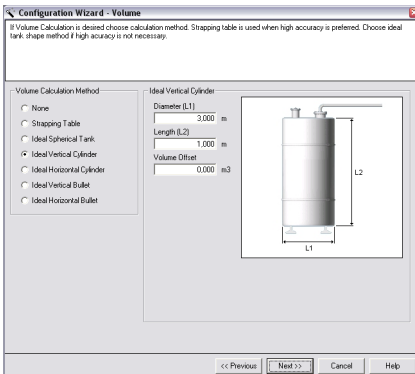 Configuration Wizard - Volume
If Volume Calculation is desired choose calculation method. Strapping table is used when high accuracy is preferred. Choose ideal
tank shape method if high acuracy is not necessary.
Volume Calculation Method
None
Strapping Table
Ideal Spherical Tank
Ideal Vertical Cylinder
Ideal Horizontal Cylinder
Ideal Vertical Bullet
Ideal Horizontal Bullet
Ideal Vertical Cylinder
Diameter (L1)
3,000 m
Length (L2)
1,000 m
Volume Offset
0,000 m3
L2
L1
<< Previous
Next >>
Cancel
Help